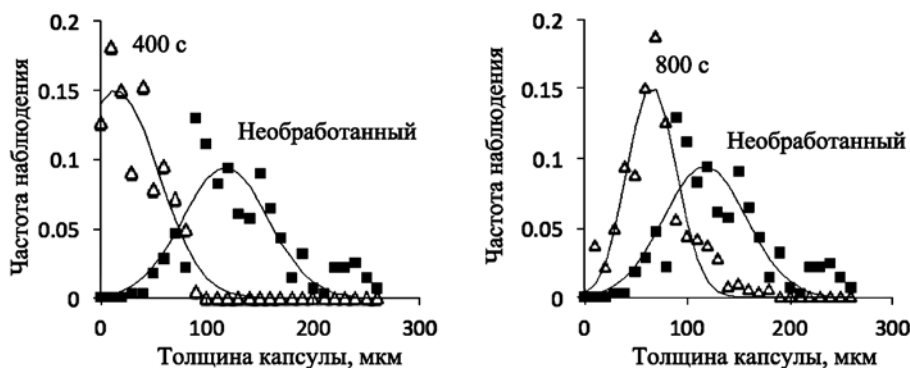 Частота наблюдения
0.2
0.15
0.1
0.05
0
400 с
Необработанный
0
100
200
300
Толщина капсулы, мкм
Частота наблюдения
0.2
0.15
0.1
0.05
0
800 с
Необработанный
0
100
200
300
Толщина капсулы, мкм